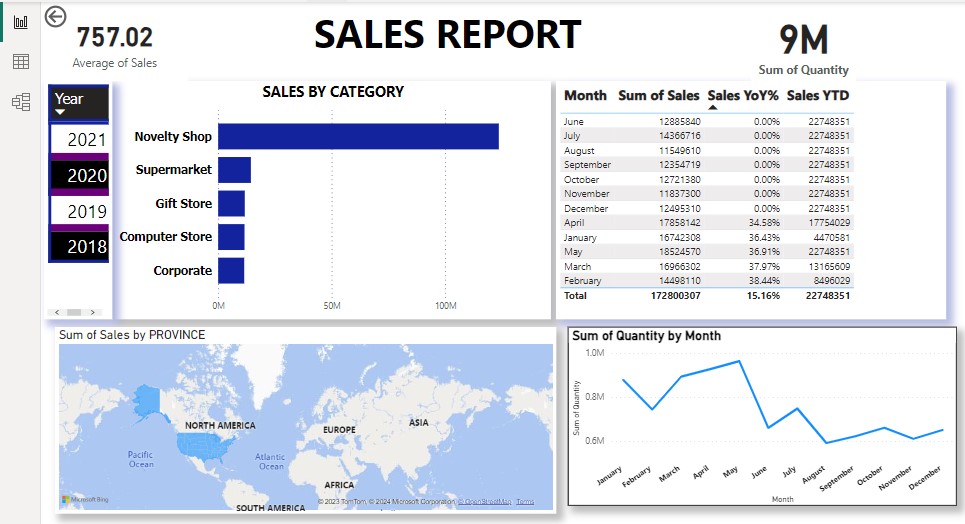 SALES REPORT
757.02
Average of Sales
9M
Sum of Quantity
Year
2021
2020
2019
2018
SALES BY CATEGORY
Novelty Shop
Supermarket
Gift Store
Computer Store
Corporate
0M 50M 100M
Month Sum of Sales Sales YoY% Sales YTD
June 12885840 0.00% 22748351
July 14366716 0.00% 22748351
August 11549610 0.00% 22748351
September 12354719 0.00% 22748351
October 12721380 0.00% 22748351
November 11837300 0.00% 22748351
December 12495310 0.00% 22748351
April 17858142 34.58% 17754029
January 16742308 36.43% 4470581
May 18524570 36.91% 22748351
March 16966302 37.97% 13165609
February 14498110 38.44% 8496029
Total 172800307 15.16% 22748351
Sum of Sales by PROVINCE
NORTH AMERICA
EUROPE
ASIA
Pacific
Ocean
Atlantic
Ocean
AFRICA
SOUTH AMERICA
Microsoft Bing
© 2023 TomTom, © 2024 Microsoft Corporation, © OpenStreetMap Terms
Sum of Quantity by Month
1.0M
0.8M
0.6M
Sum of Quantity
January February March April May June July August September October November December
Month